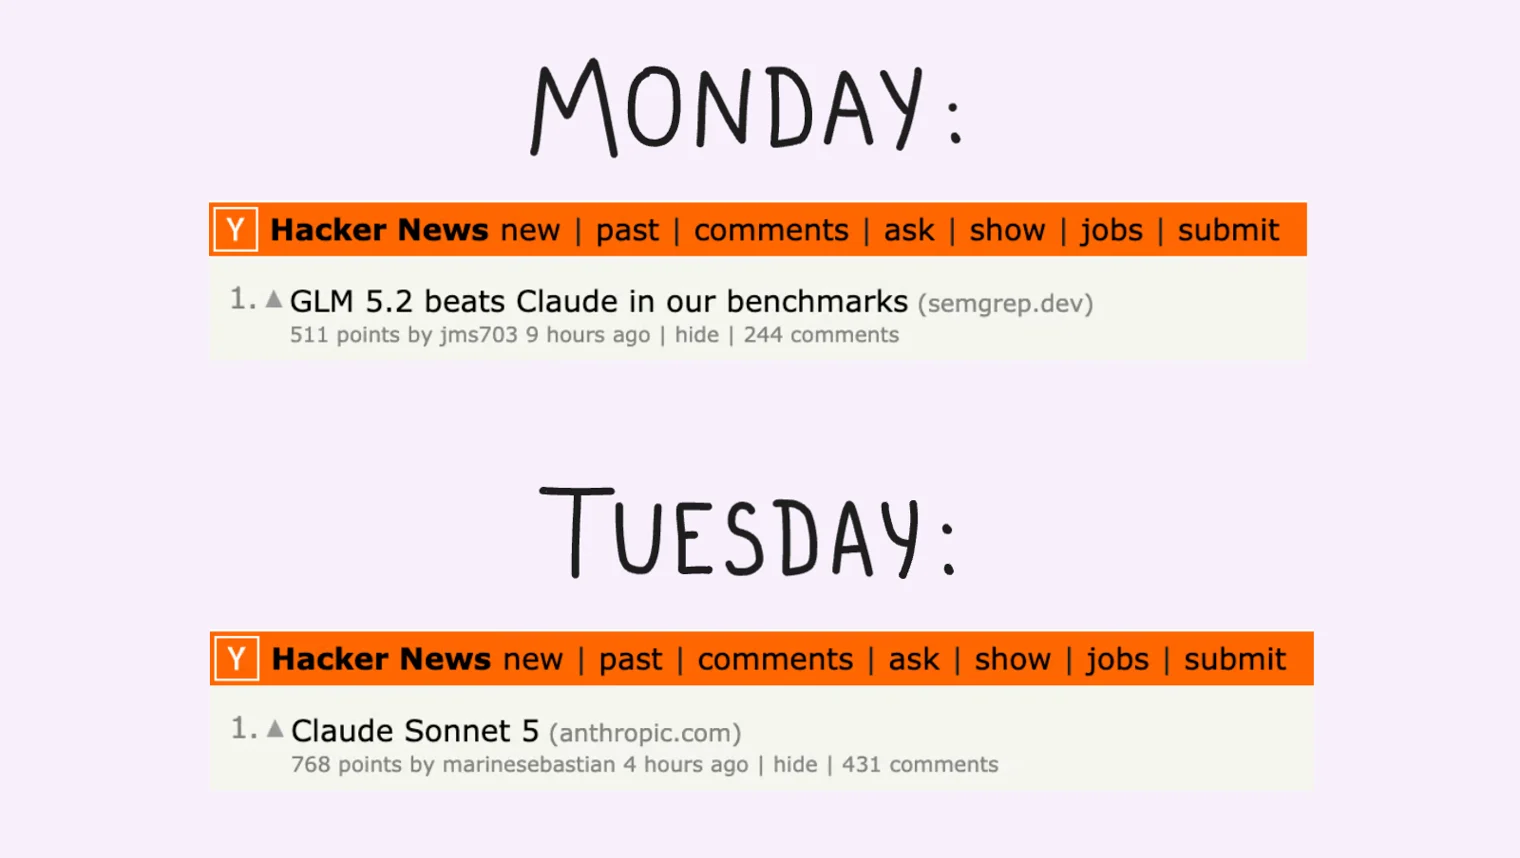 MONDAY:
Y Hacker News new | past | comments | ask | show | jobs | submit
1. ▲ GLM 5.2 beats Claude in our benchmarks (semgrep.dev)
511 points by jms703 9 hours ago | hide | 244 comments
TUESDAY:
Y Hacker News new | past | comments | ask | show | jobs | submit
1. ▲ Claude Sonnet 5 (anthropic.com)
768 points by marinesebastian 4 hours ago | hide | 431 comments